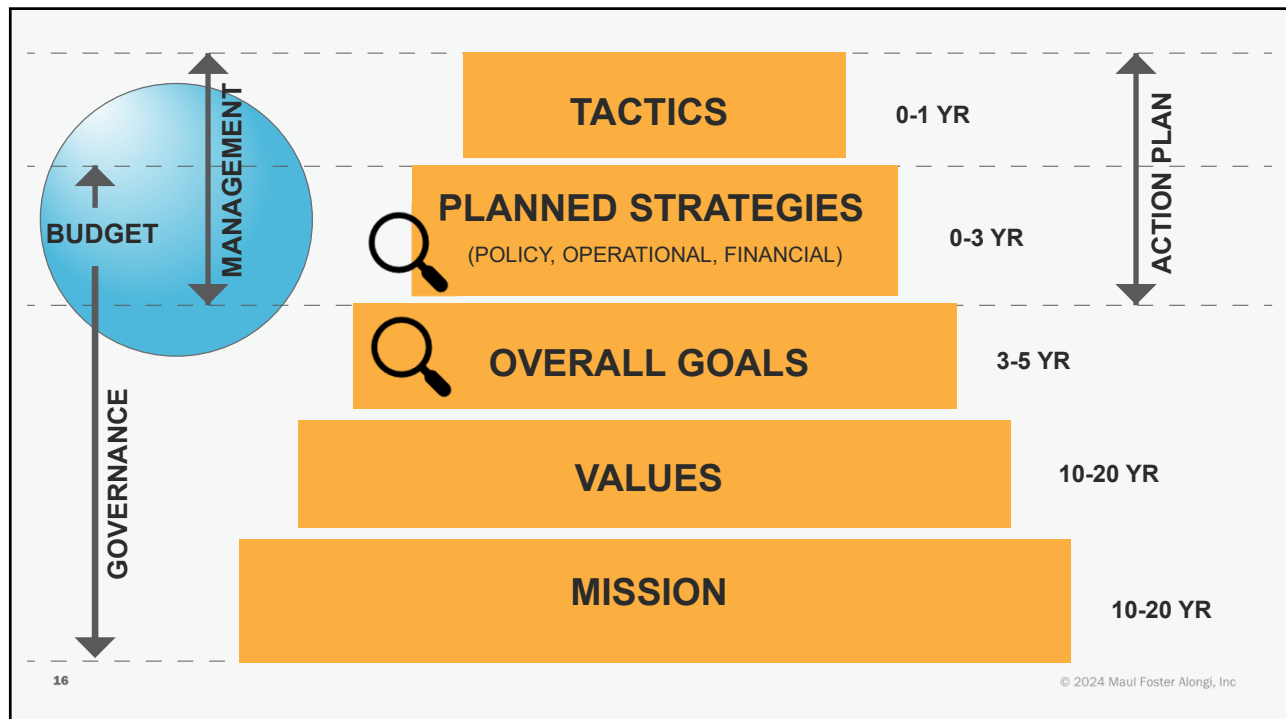 TACTICS
0-1 YR
MANAGEMENT
BUDGET
PLANNED STRATEGIES
(POLICY, OPERATIONAL, FINANCIAL)
0-3 YR
ACTION PLAN
OVERALL GOALS
3-5 YR
GOVERNANCE
VALUES
10-20 YR
MISSION
10-20 YR
16
© 2024 Maul Foster Alongi, Inc